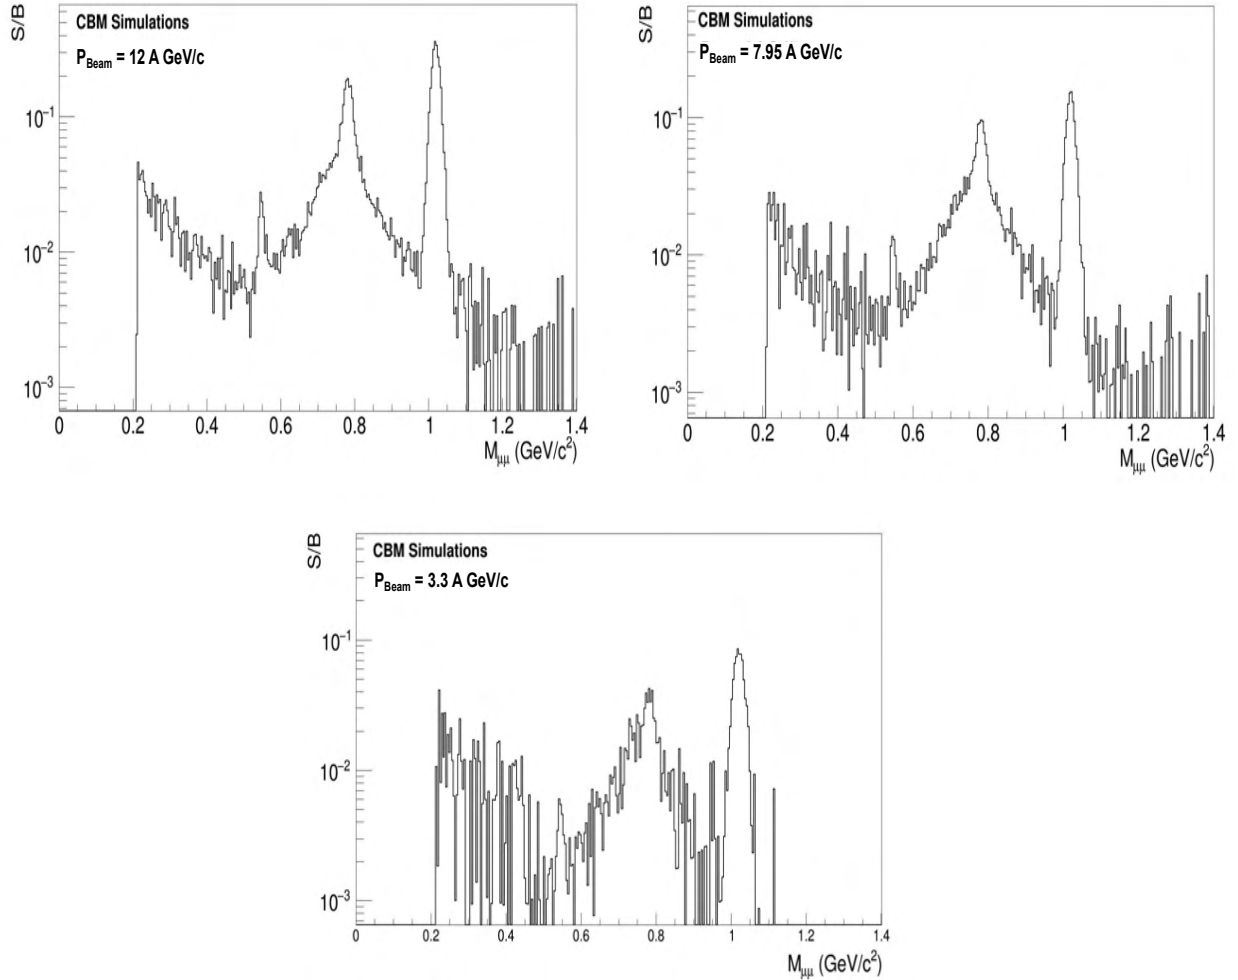 S/B
CBM Simulations
P_Beam = 12 A GeV/c
10⁻¹
10⁻²
10⁻³
0 0.2 0.4 0.6 0.8 1 1.2 1.4
M_μμ (GeV/c²)
S/B
CBM Simulations
P_Beam = 7.95 A GeV/c
10⁻¹
10⁻²
10⁻³
0 0.2 0.4 0.6 0.8 1 1.2 1.4
M_μμ (GeV/c²)
S/B
CBM Simulations
P_Beam = 3.3 A GeV/c
10⁻¹
10⁻²
10⁻³
0 0.2 0.4 0.6 0.8 1 1.2 1.4
M_μμ (GeV/c²)